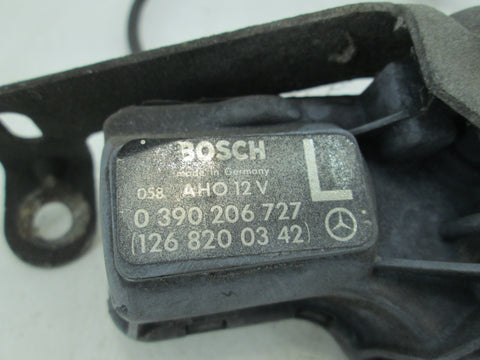 BOSCH
made in Germany
058 AHO 12 V L
0 390 206 727
(126 820 03 42)